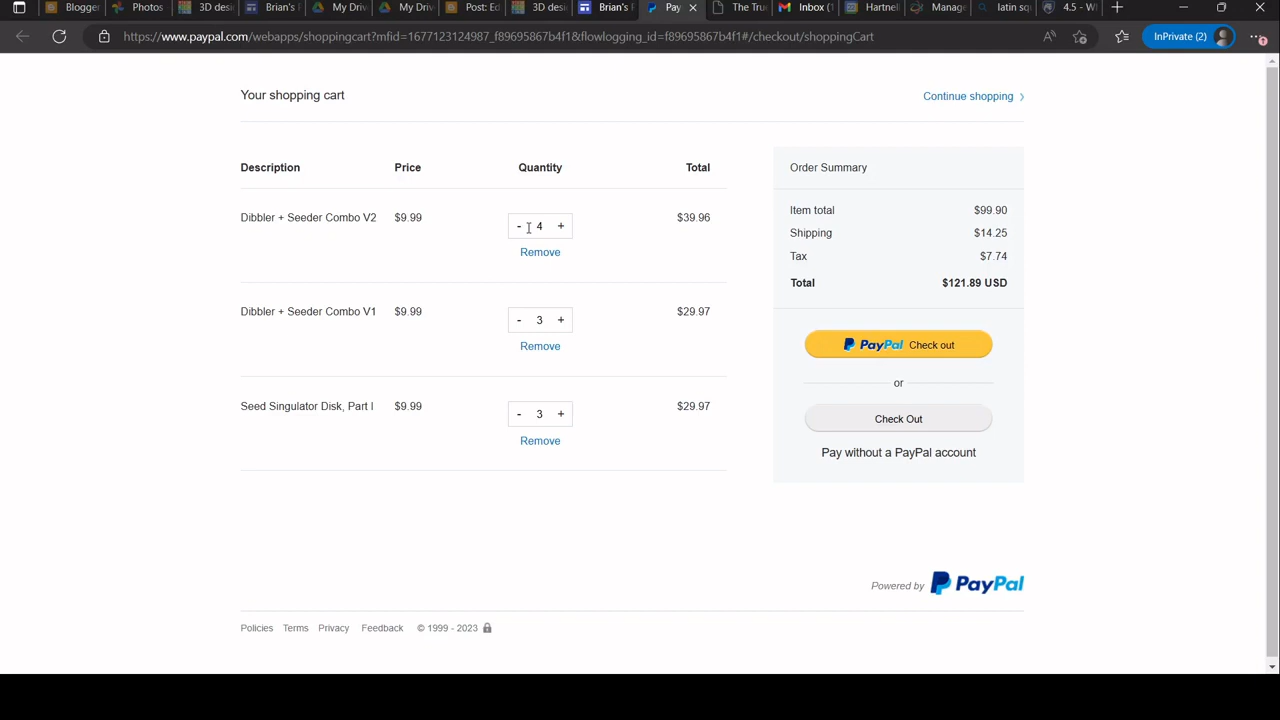 Blogger
Photos
3D desi
Brian's
My Driv
My Driv
Post: Ed
3D desi
Brian's
Pay
The Tru
Inbox (1
Hartnell
Manage
latin sq
4.5 - W
https://www.paypal.com/webapps/shoppingcart?mfid=1677123124987_f89695867b4f1&flowlogging_id=f89695867b4f1#/checkout/shoppingCart
InPrivate (2)
Your shopping cart
Continue shopping
Description Price Quantity Total
Dibbler + Seeder Combo V2 $9.99 - 4 + $39.96
Remove
Dibbler + Seeder Combo V1 $9.99 - 3 + $29.97
Remove
Seed Singulator Disk, Part I $9.99 - 3 + $29.97
Remove
Order Summary
Item total $99.90
Shipping $14.25
Tax $7.74
Total $121.89 USD
PayPal Check out
or
Check Out
Pay without a PayPal account
Powered by PayPal
Policies Terms Privacy Feedback © 1999 - 2023